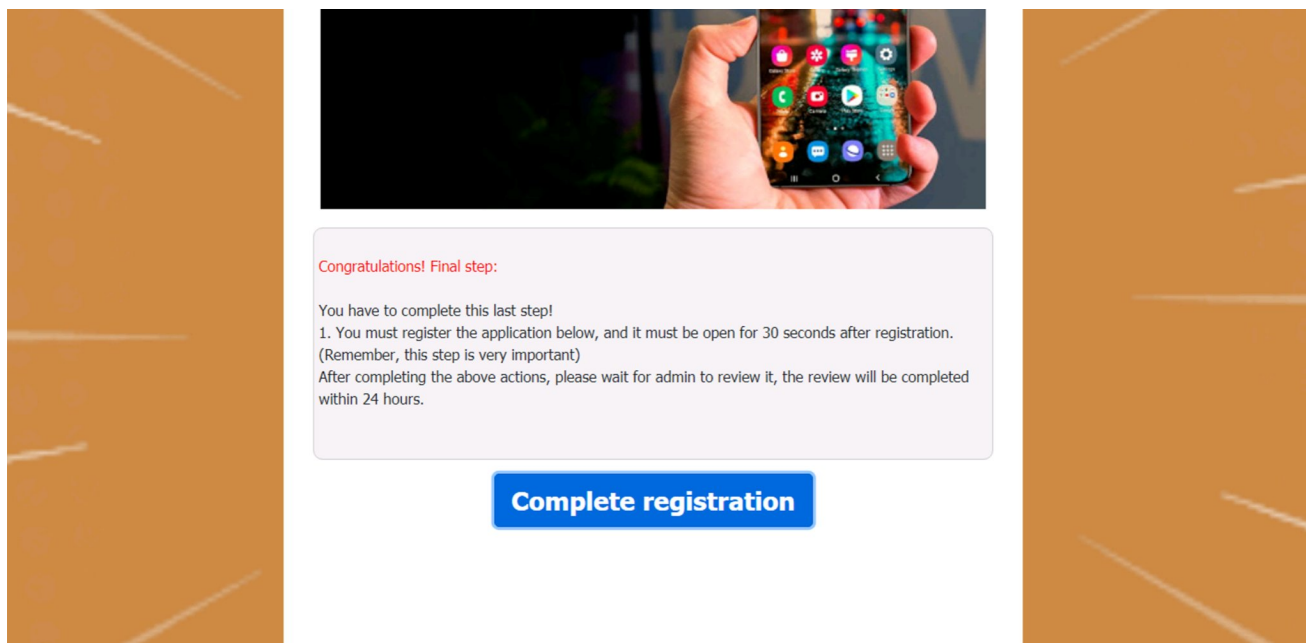 Congratulations! Final step:
You have to complete this last step!
1. You must register the application below, and it must be open for 30 seconds after registration.
(Remember, this step is very important)
After completing the above actions, please wait for admin to review it, the review will be completed
within 24 hours.
Complete registration